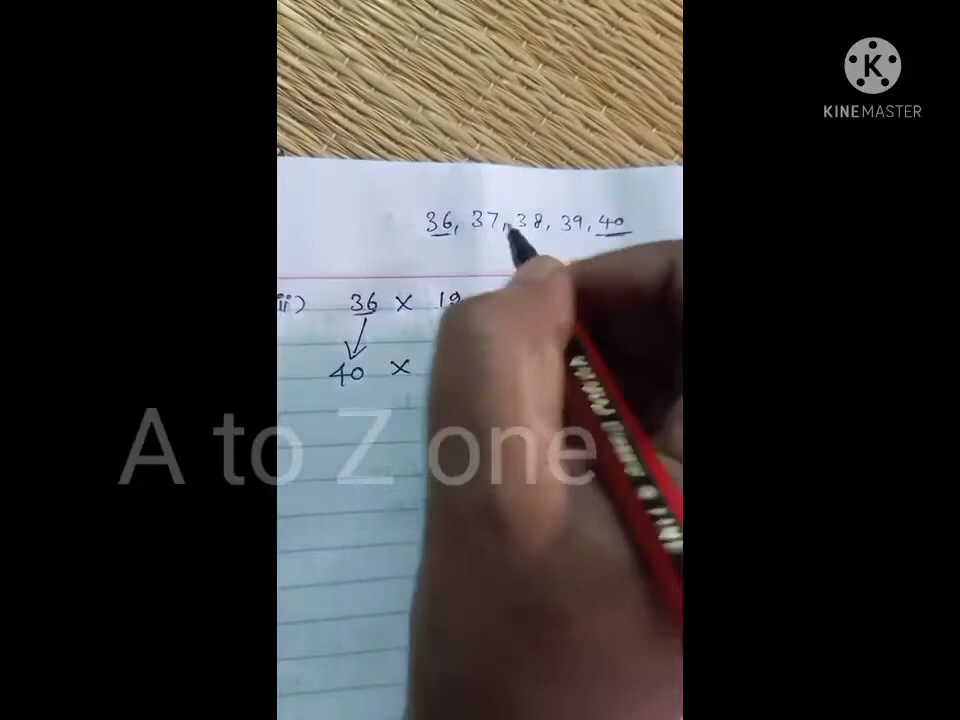 KINEMASTER
36, 37, 38, 39, 40
ii) 36 × 19
40 ×
A to Z one